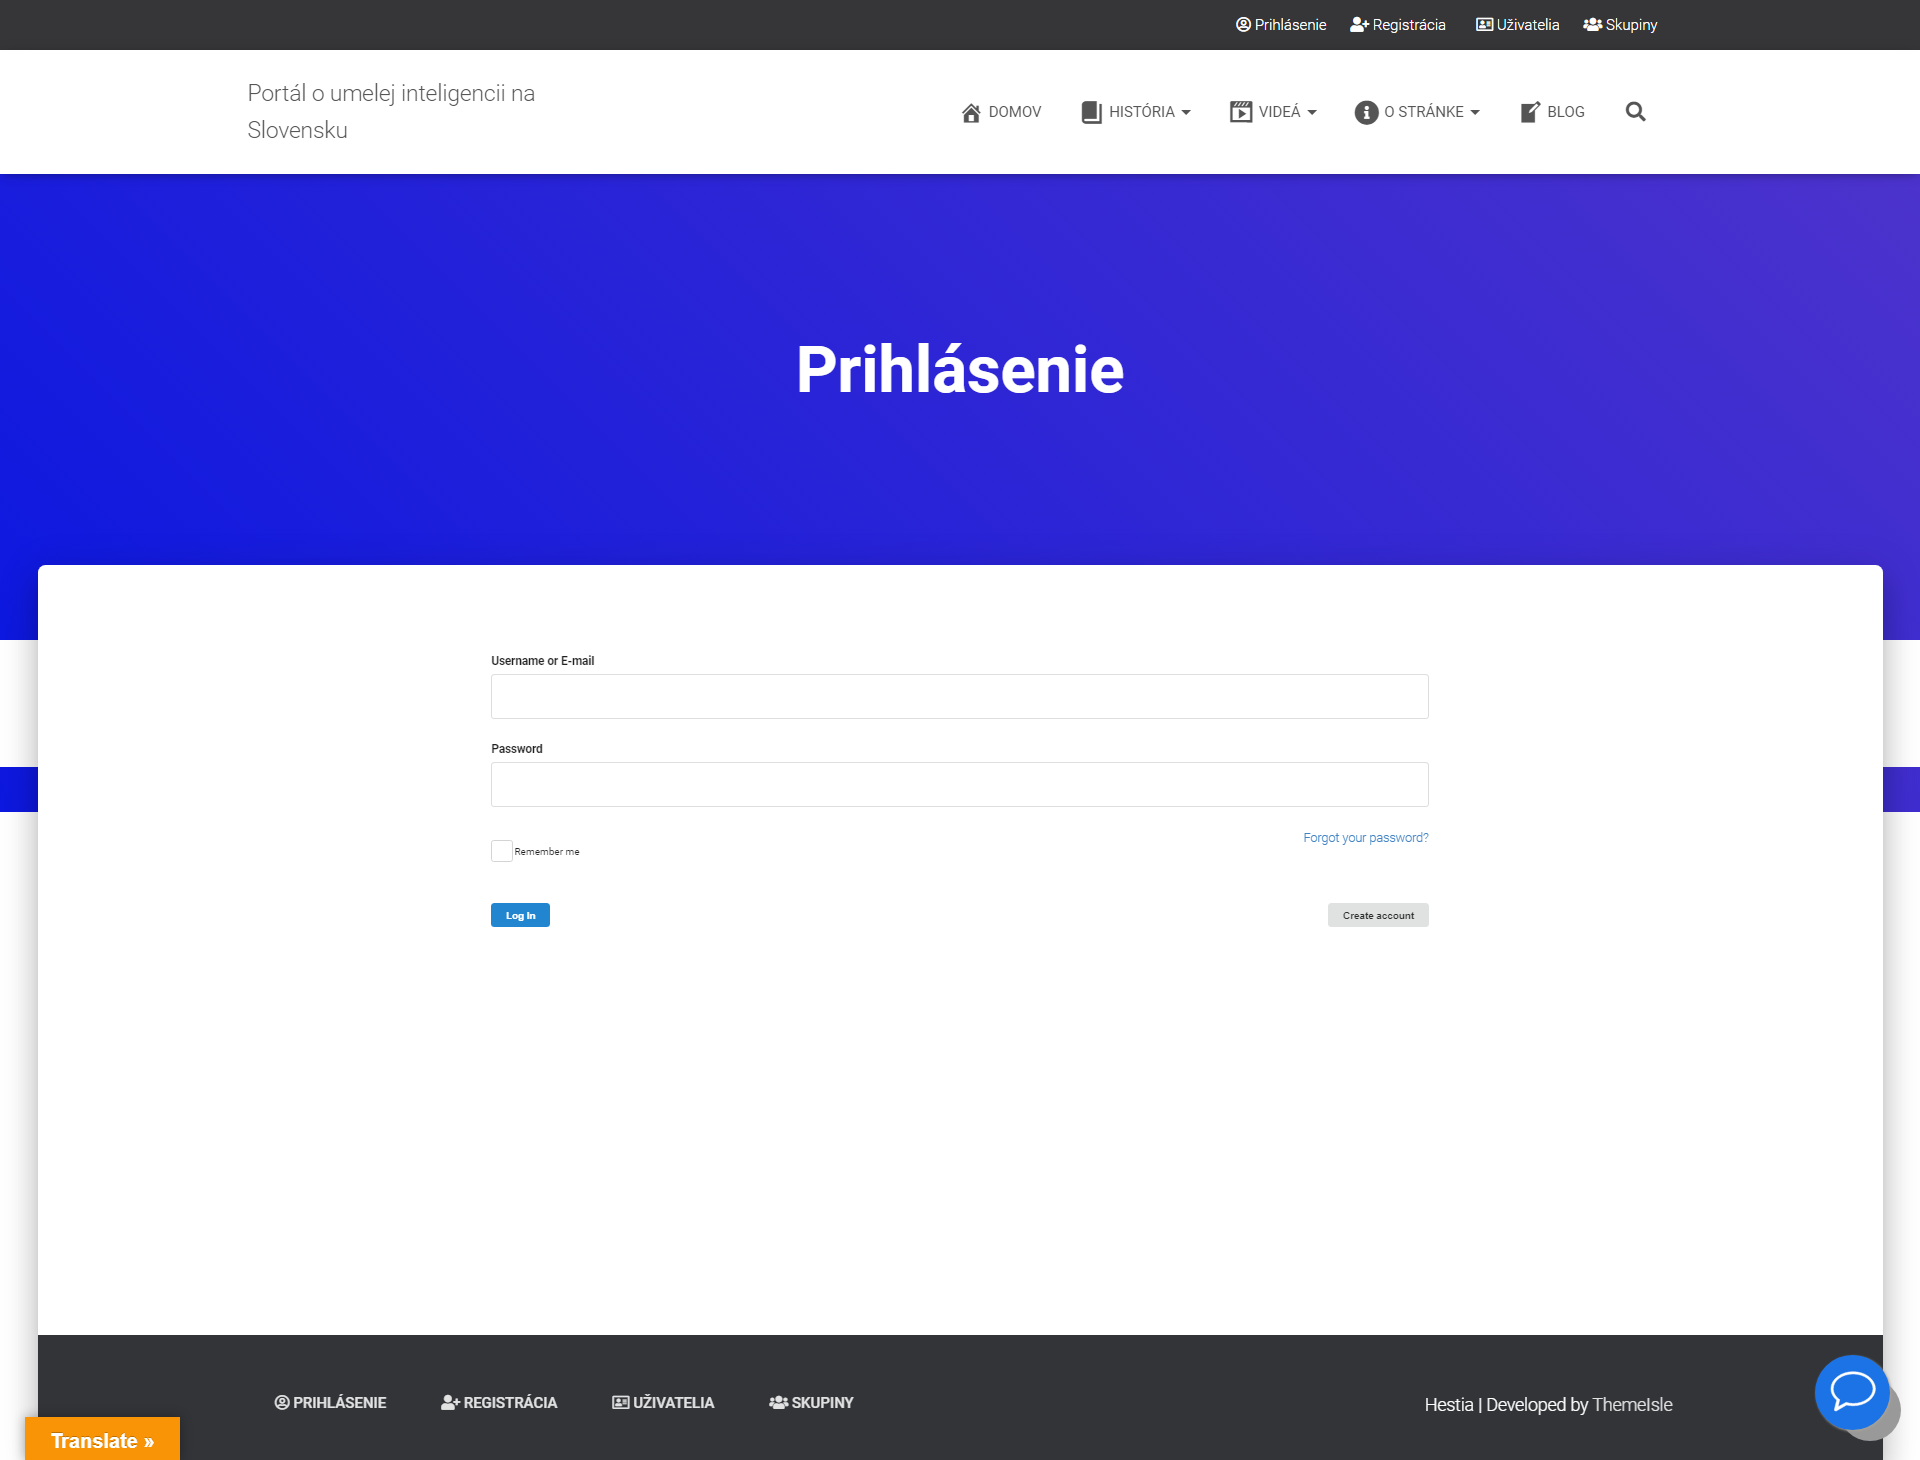 Prihlásenie Registrácia Uživatelia Skupiny
Portál o umelej inteligencii na
Slovensku
DOMOV HISTÓRIA VIDEÁ O STRÁNKE BLOG
Prihlásenie
Username or E-mail
Password
Forgot your password?
Remember me
Log In Create account
PRIHLÁSENIE REGISTRÁCIA UŽIVATELIA SKUPINY
Hestia | Developed by ThemeIsle
Translate »